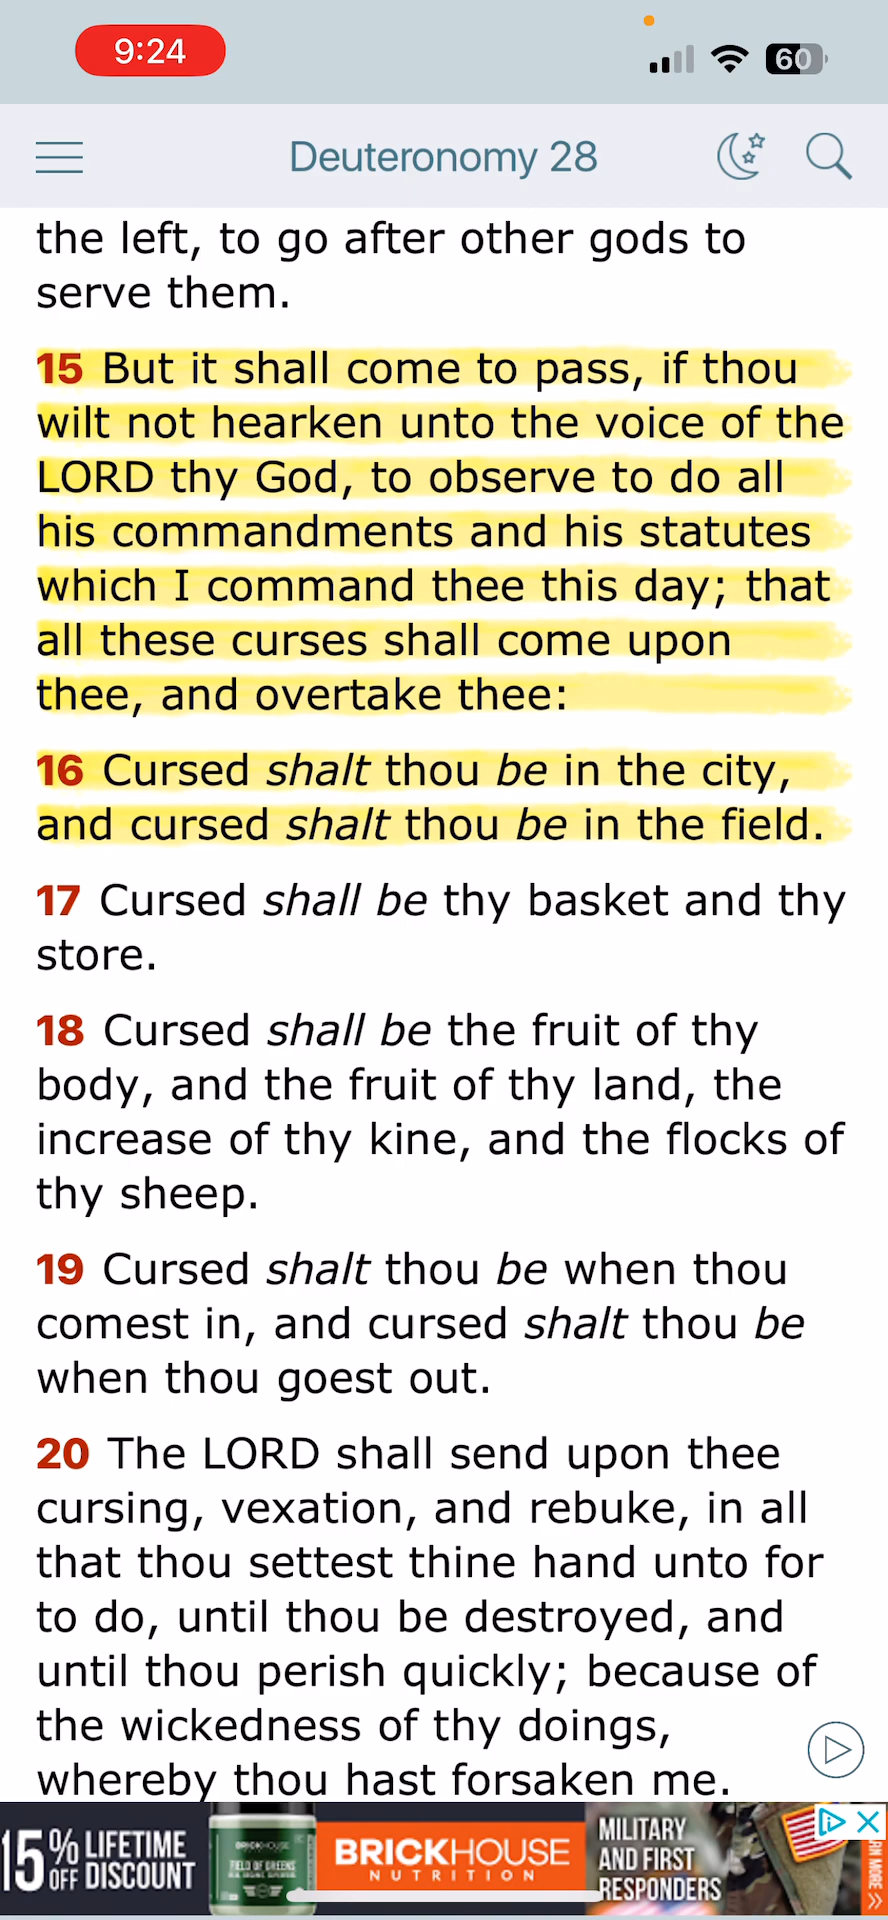 9:24
60
Deuteronomy 28
the left, to go after other gods to
serve them.
15 But it shall come to pass, if thou
wilt not hearken unto the voice of the
LORD thy God, to observe to do all
his commandments and his statutes
which I command thee this day; that
all these curses shall come upon
thee, and overtake thee:
16 Cursed shalt thou be in the city,
and cursed shalt thou be in the field.
17 Cursed shall be thy basket and thy
store.
18 Cursed shall be the fruit of thy
body, and the fruit of thy land, the
increase of thy kine, and the flocks of
thy sheep.
19 Cursed shalt thou be when thou
comest in, and cursed shalt thou be
when thou goest out.
20 The LORD shall send upon thee
cursing, vexation, and rebuke, in all
that thou settest thine hand unto for
to do, until thou be destroyed, and
until thou perish quickly; because of
the wickedness of thy doings,
whereby thou hast forsaken me.
15% OFF LIFETIME DISCOUNT
BRICKHOUSE
FIELD OF GREENS
BRICKHOUSE
NUTRITION
MILITARY
AND FIRST
RESPONDERS
RN MORE